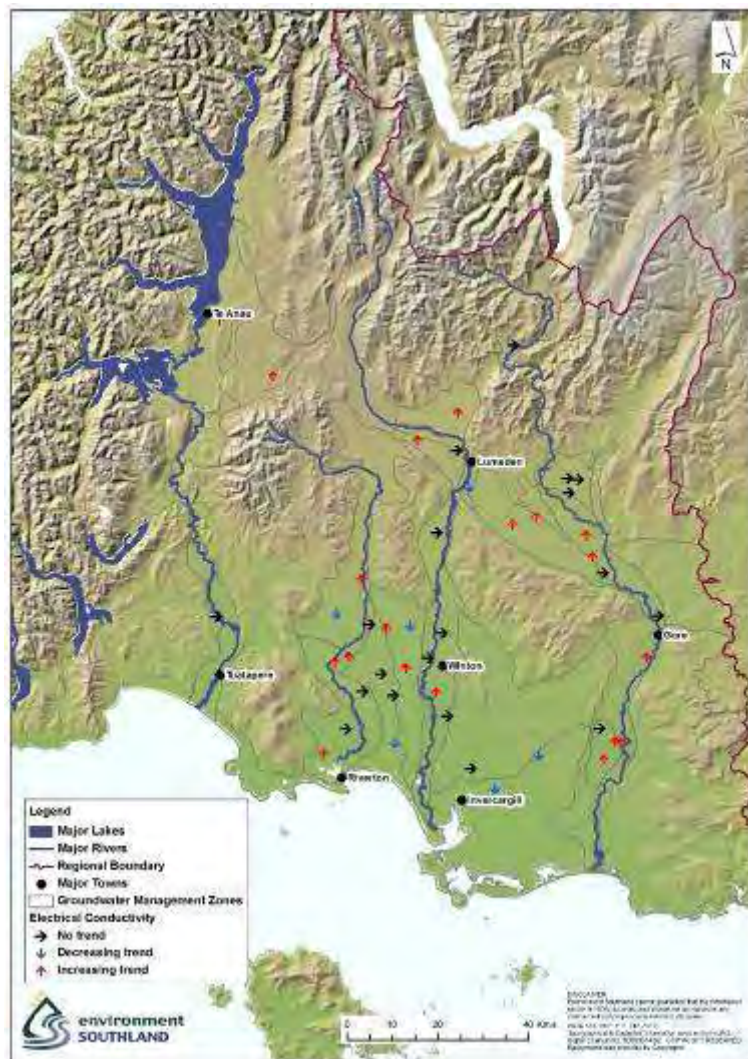 N
Te Anau
Lumsden
Gore
Winton
Tuatapere
Riverton
Invercargill
Legend
Major Lakes
Major Rivers
Regional Boundary
Major Towns
Groundwater Management Zones
Electrical Conductivity
No trend
Decreasing trend
Increasing trend
environment
SOUTHLAND
0 10 20 40 Kms
DISCLAIMER